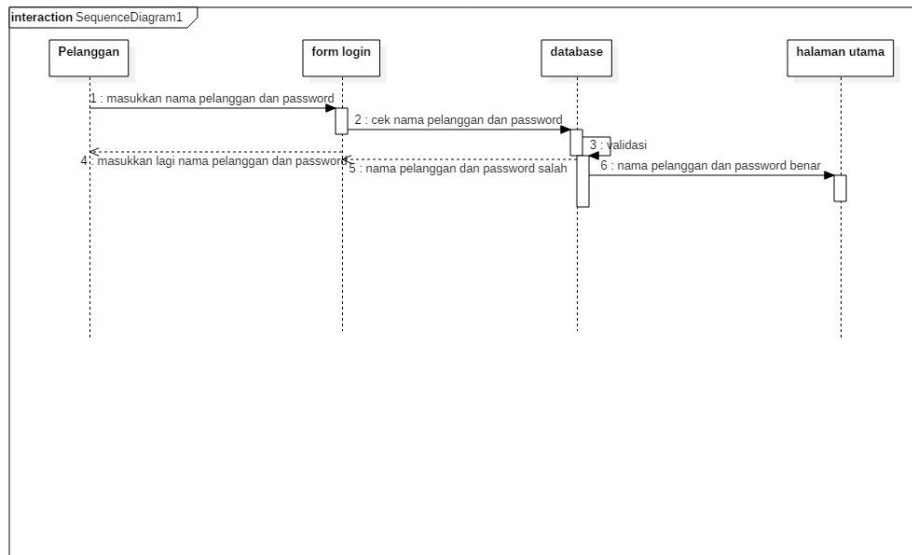 interaction SequenceDiagram1
Pelanggan
form login
database
halaman utama
1 : masukkan nama pelanggan dan password
2 : cek nama pelanggan dan password
3 : validasi
4 : masukkan lagi nama pelanggan dan password
5 : nama pelanggan dan password salah
6 : nama pelanggan dan password benar